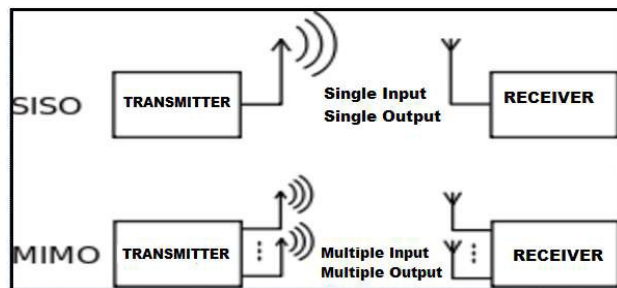 SISO
TRANSMITTER
Single Input
Single Output
RECEIVER
MIMO
TRANSMITTER
Multiple Input
Multiple Output
RECEIVER